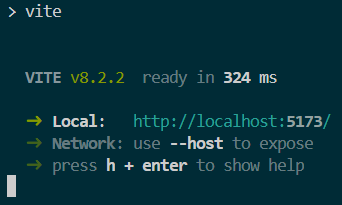 > vite
VITE v8.2.2 ready in 324 ms
➜ Local: http://localhost:5173/
➜ Network: use --host to expose
➜ press h + enter to show help